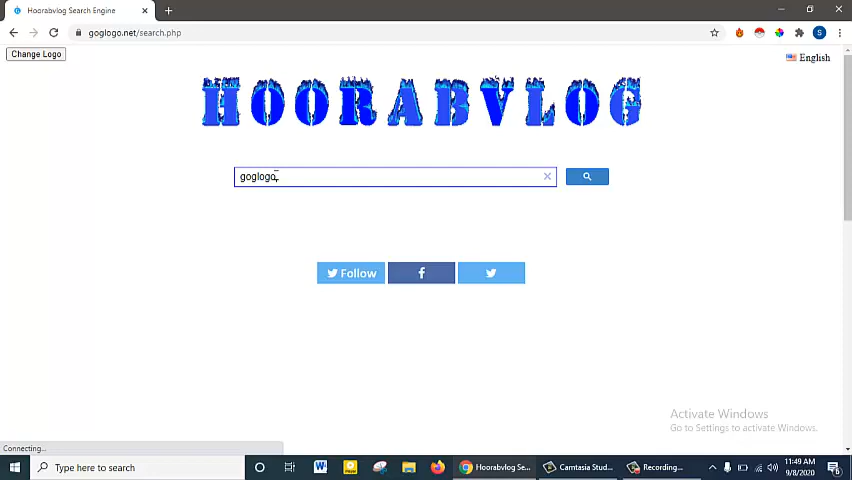 Hoorabvlog Search Engine
goglogo.net/search.php
S
Change Logo
English
HOORABVLOG
goglogo
Follow
Activate Windows
Go to Settings to activate Windows.
Connecting...
Type here to search
Hoorabvlog Se...
Camtasia Stud...
Recording...
11:49 AM
9/8/2020
6